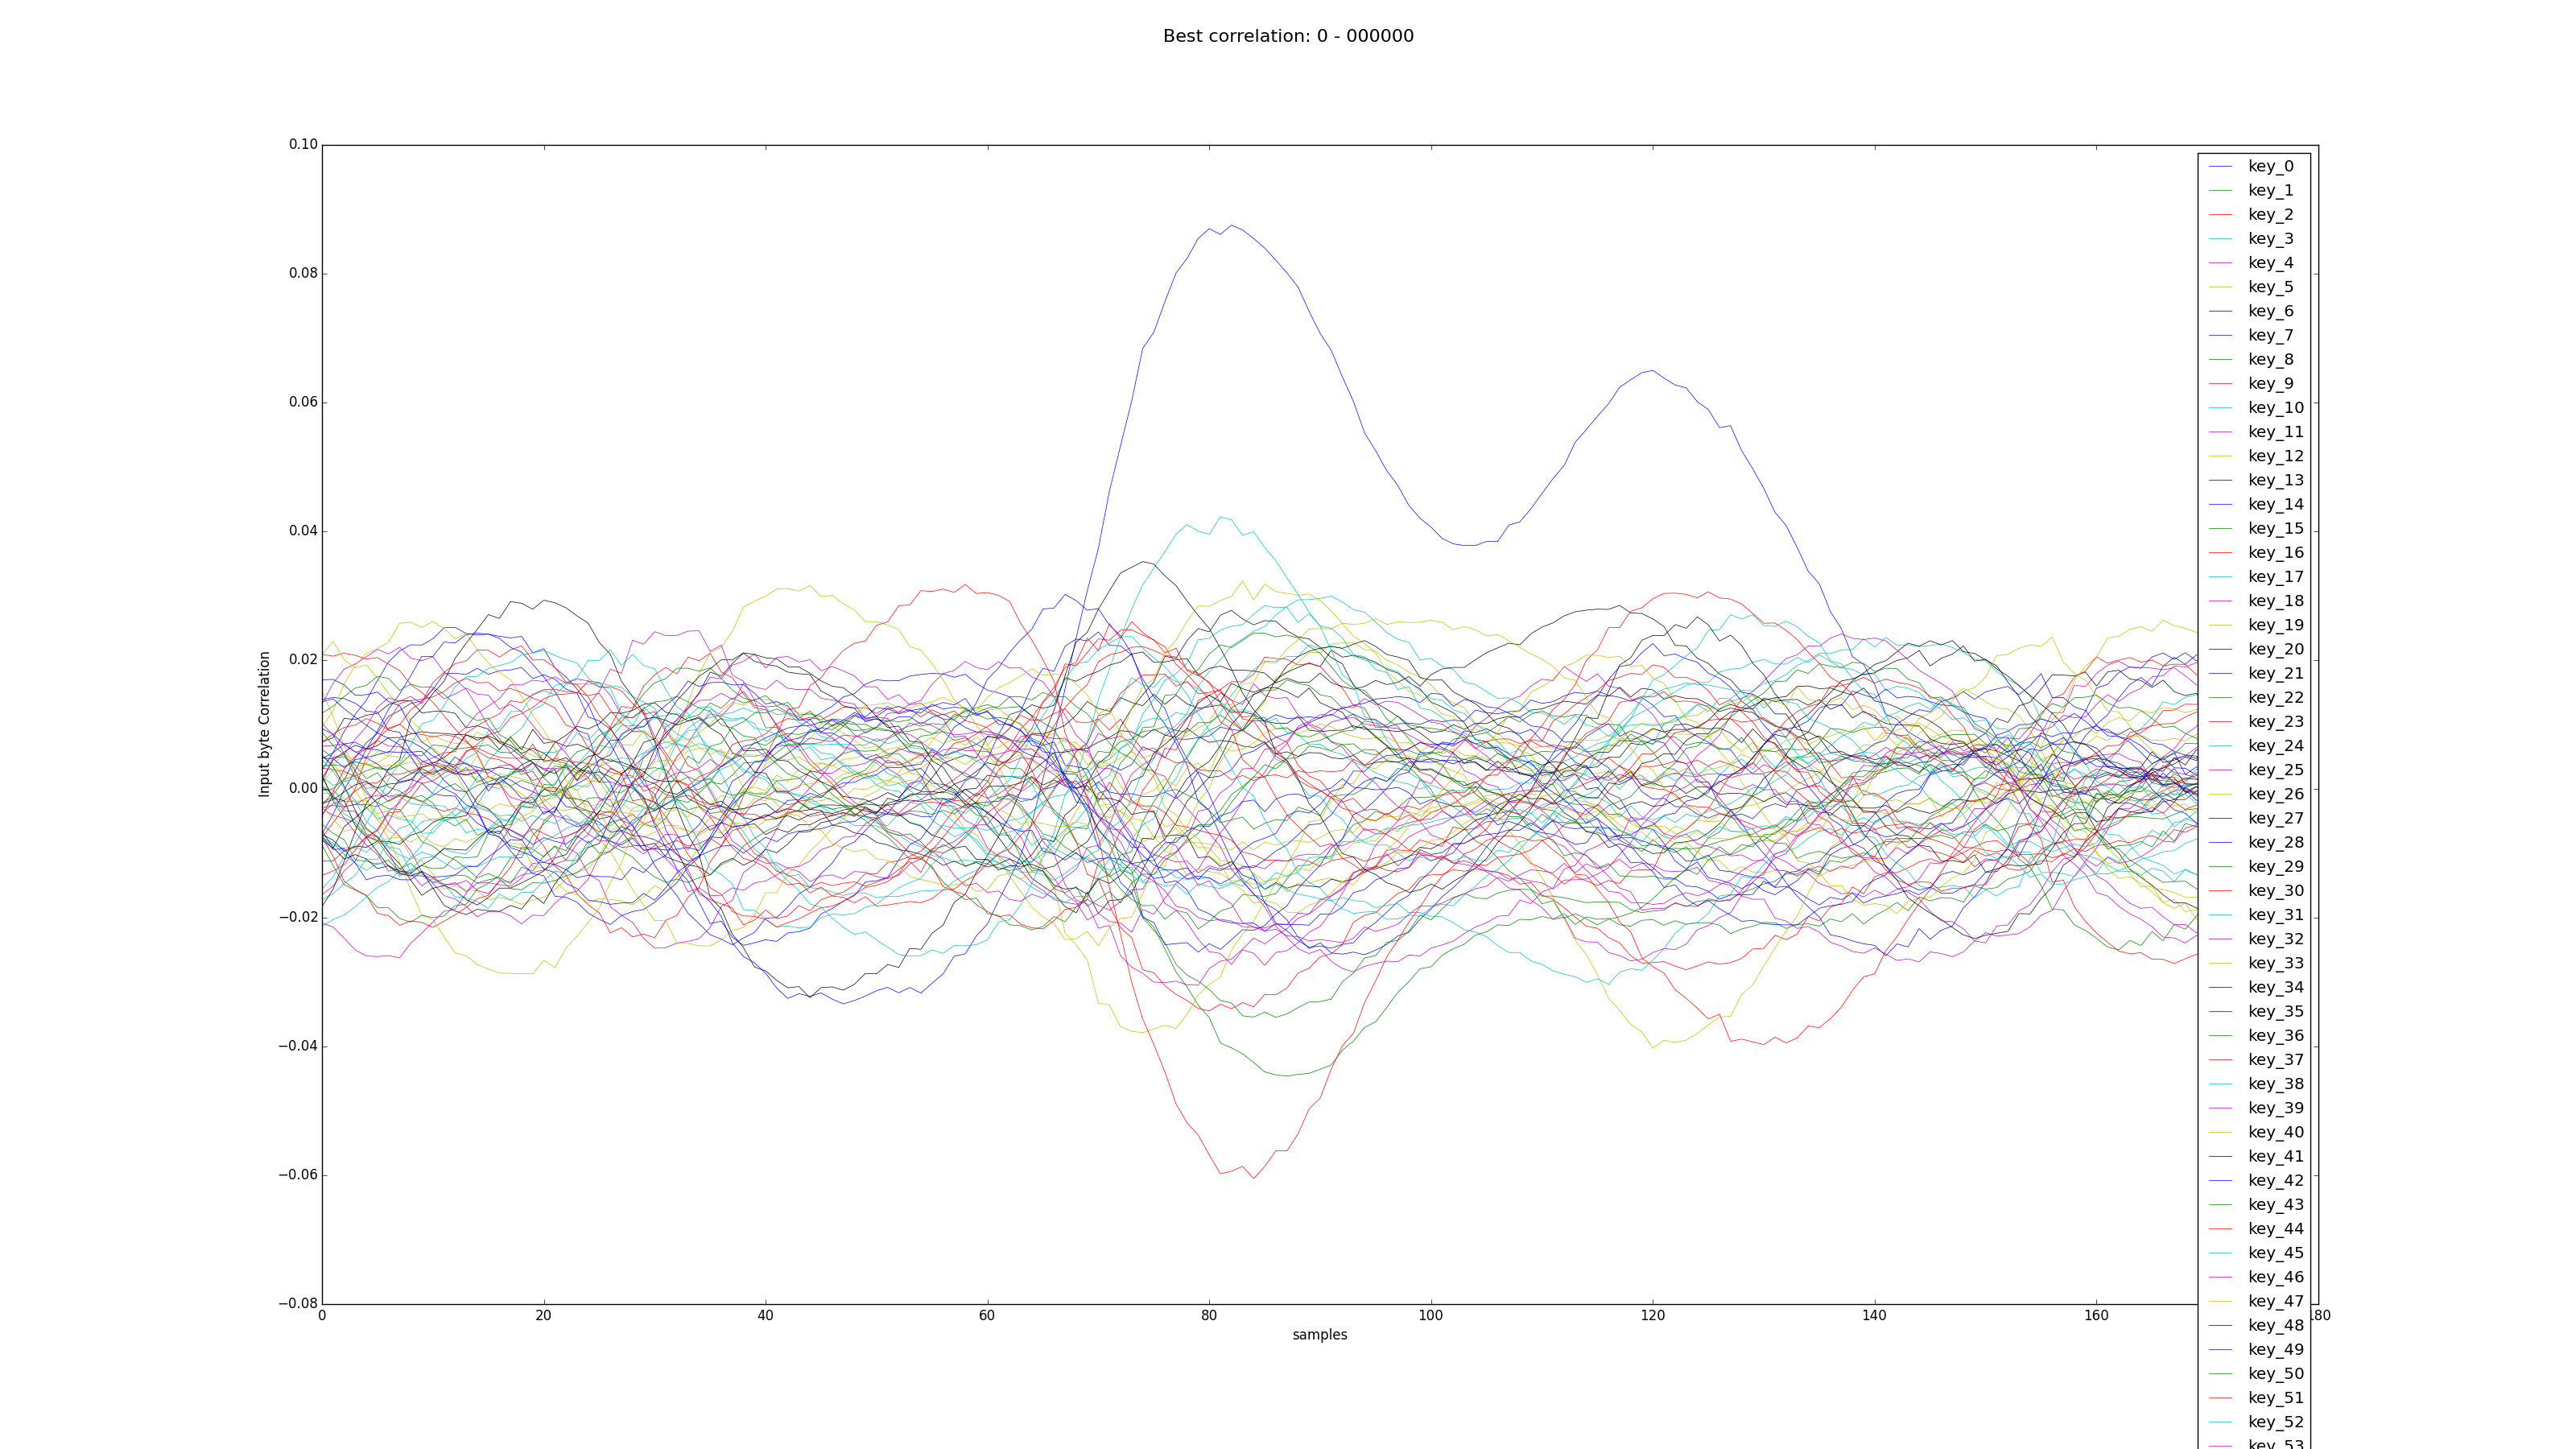 Best correlation: 0 - 000000
0.10
0.08
0.06
0.04
0.02
0.00
−0.02
−0.04
−0.06
−0.08
Input byte Correlation
0 20 40 60 80 100 120 140 160 180
samples
key_0
key_1
key_2
key_3
key_4
key_5
key_6
key_7
key_8
key_9
key_10
key_11
key_12
key_13
key_14
key_15
key_16
key_17
key_18
key_19
key_20
key_21
key_22
key_23
key_24
key_25
key_26
key_27
key_28
key_29
key_30
key_31
key_32
key_33
key_34
key_35
key_36
key_37
key_38
key_39
key_40
key_41
key_42
key_43
key_44
key_45
key_46
key_47
key_48
key_49
key_50
key_51
key_52
key_53